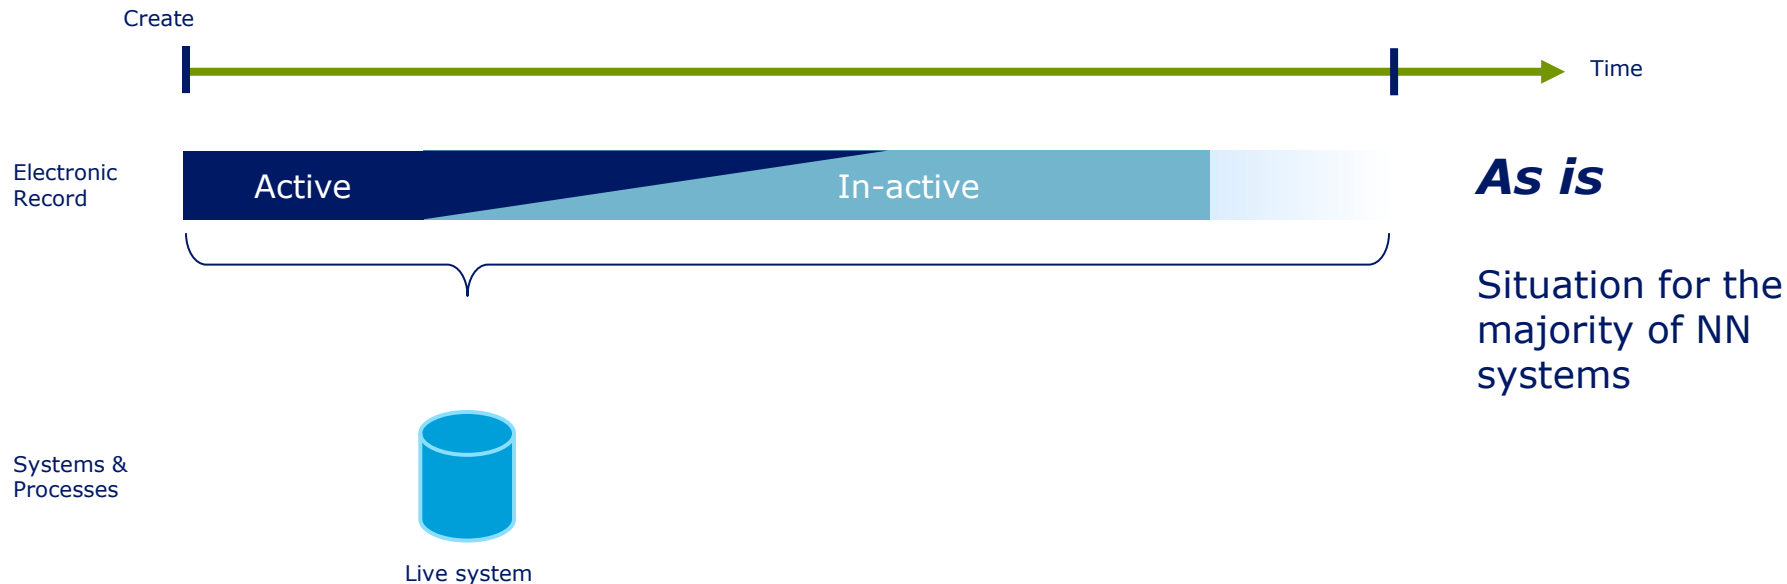 Create
Time
Electronic
Record
Active
In-active
As is
Situation for the
majority of NN
systems
Systems &
Processes
Live system